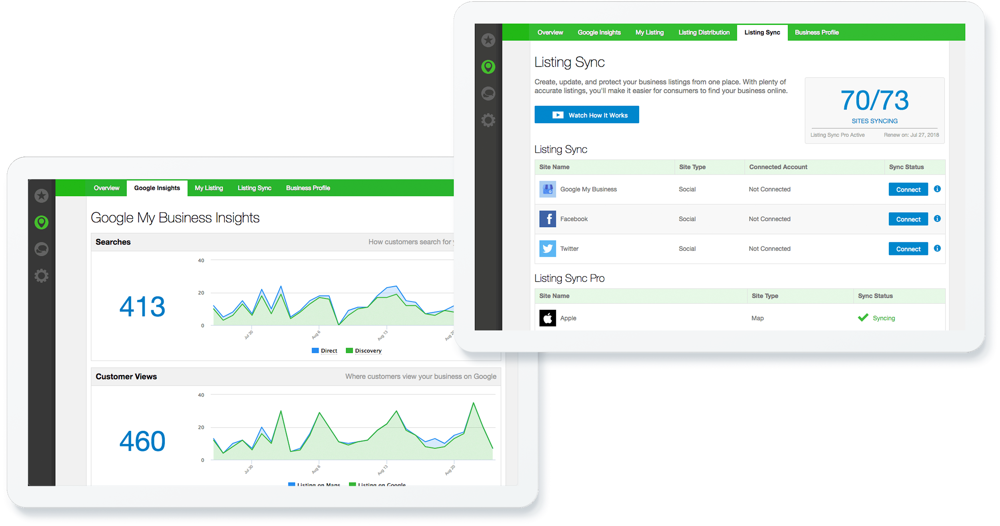 Overview Google Insights My Listing Listing Distribution Listing Sync Business Profile
Listing Sync
Create, update, and protect your business listings from one place. With plenty of
accurate listings, you'll make it easier for consumers to find your business online.
Watch How It Works
70/73
SITES SYNCING
Listing Sync Pro Active Renew on: Jul 27, 2018
Listing Sync
Site Name Site Type Connected Account Sync Status
Google My Business Social Not Connected Connect
Facebook Social Not Connected Connect
Twitter Social Not Connected Connect
Listing Sync Pro
Site Name Site Type Sync Status
Apple Map Syncing
Overview Google Insights My Listing Listing Sync Business Profile
Google My Business Insights
Searches How customers search for
413
40
20
0
Jul 30 Aug 6 Aug 13 Aug
Direct Discovery
Customer Views Where customers view your business on Google
460
40
20
0
Jul 30 Aug 6 Aug 13 Aug 20
Listing on Maps Listing on Google